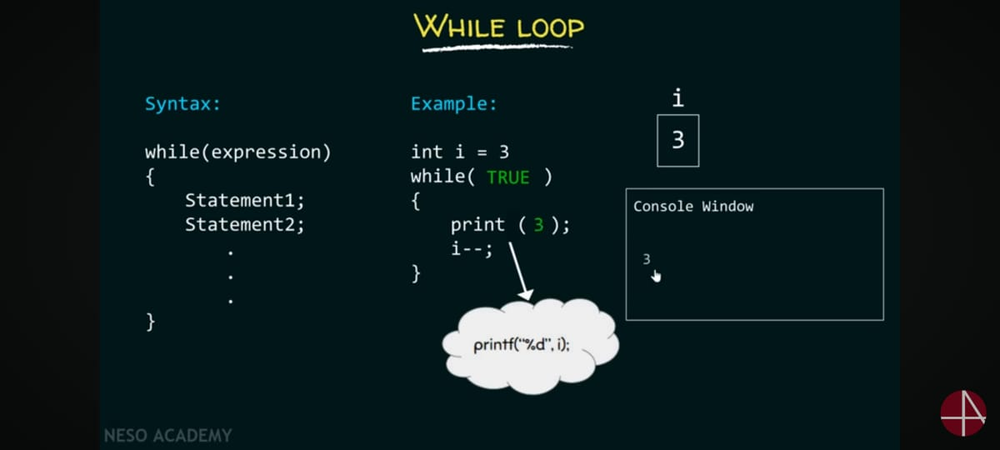 WHILE LOOP
Syntax:
while(expression)
{
Statement1;
Statement2;
.
.
.
}
Example:
int i = 3
while( TRUE )
{
print ( 3 );
i--;
}
printf("%d", i);
i
3
Console Window
3
NESO ACADEMY